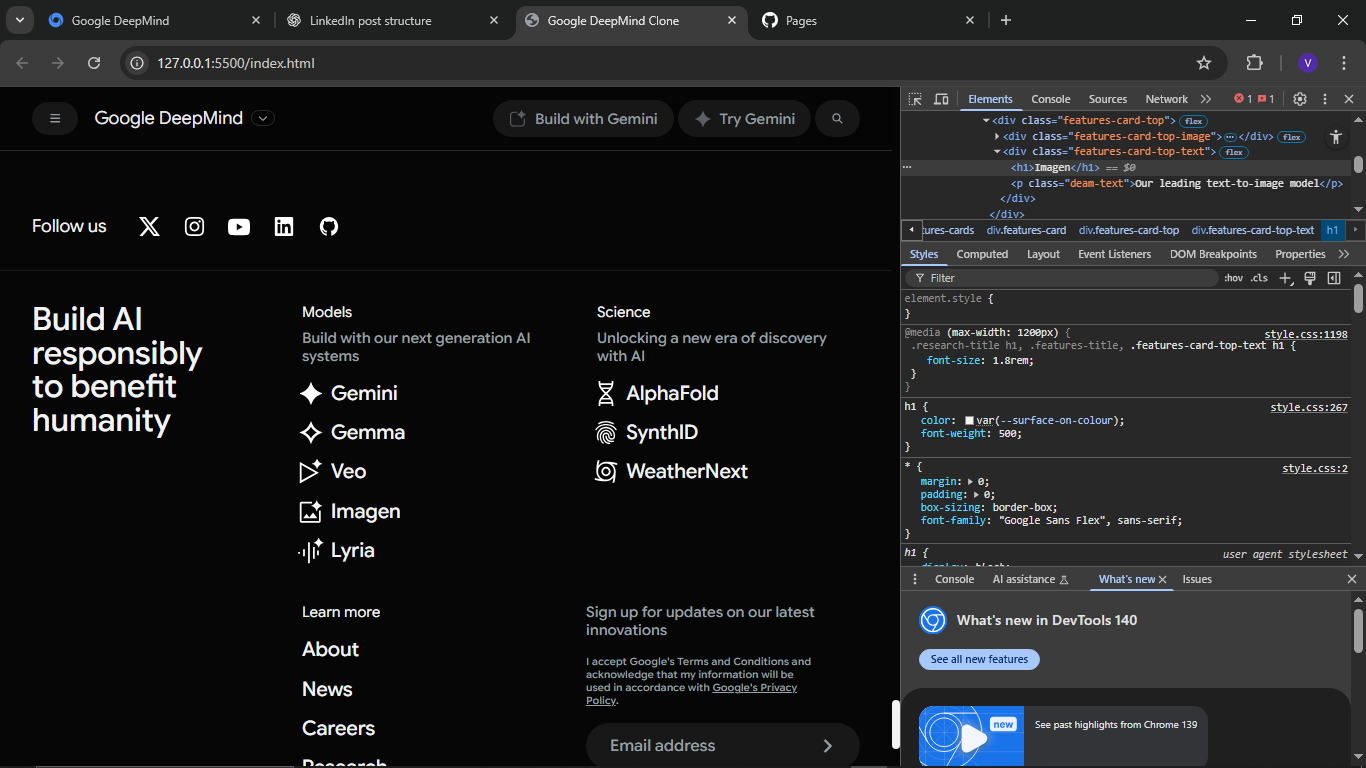 Google DeepMind
LinkedIn post structure
Google DeepMind Clone
Pages
127.0.0.1:5500/index.html
V
Google DeepMind
Build with Gemini
Try Gemini
Follow us
Build AI
responsibly
to benefit
humanity
Models
Build with our next generation AI
systems
Gemini
Gemma
Veo
Imagen
Lyria
Science
Unlocking a new era of discovery
with AI
AlphaFold
SynthID
WeatherNext
Learn more
About
News
Careers
Research
Sign up for updates on our latest
innovations
I accept Google's Terms and Conditions and
acknowledge that my information will be
used in accordance with Google's Privacy
Policy.
Email address
Elements Console Sources Network 1 1
<div class="features-card-top"> flex
<div class="features-card-top-image"> ⋯ </div> flex
<div class="features-card-top-text"> flex
<h1>Imagen</h1> == $0
<p class="deam-text">Our leading text-to-image model</p>
</div>
</div>
tures-cards div.features-card div.features-card-top div.features-card-top-text h1
Styles Computed Layout Event Listeners DOM Breakpoints Properties
Filter :hov .cls
element.style {
}
@media (max-width: 1200px) { style.css:1198
.research-title h1, .features-title, .features-card-top-text h1 {
font-size: 1.8rem;
}
}
h1 { style.css:267
color: var(--surface-on-colour);
font-weight: 500;
}
* { style.css:2
margin: 0;
padding: 0;
box-sizing: border-box;
font-family: "Google Sans Flex", sans-serif;
}
h1 { user agent stylesheet
display: block;
Console AI assistance What's new Issues
What's new in DevTools 140
See all new features
new
See past highlights from Chrome 139